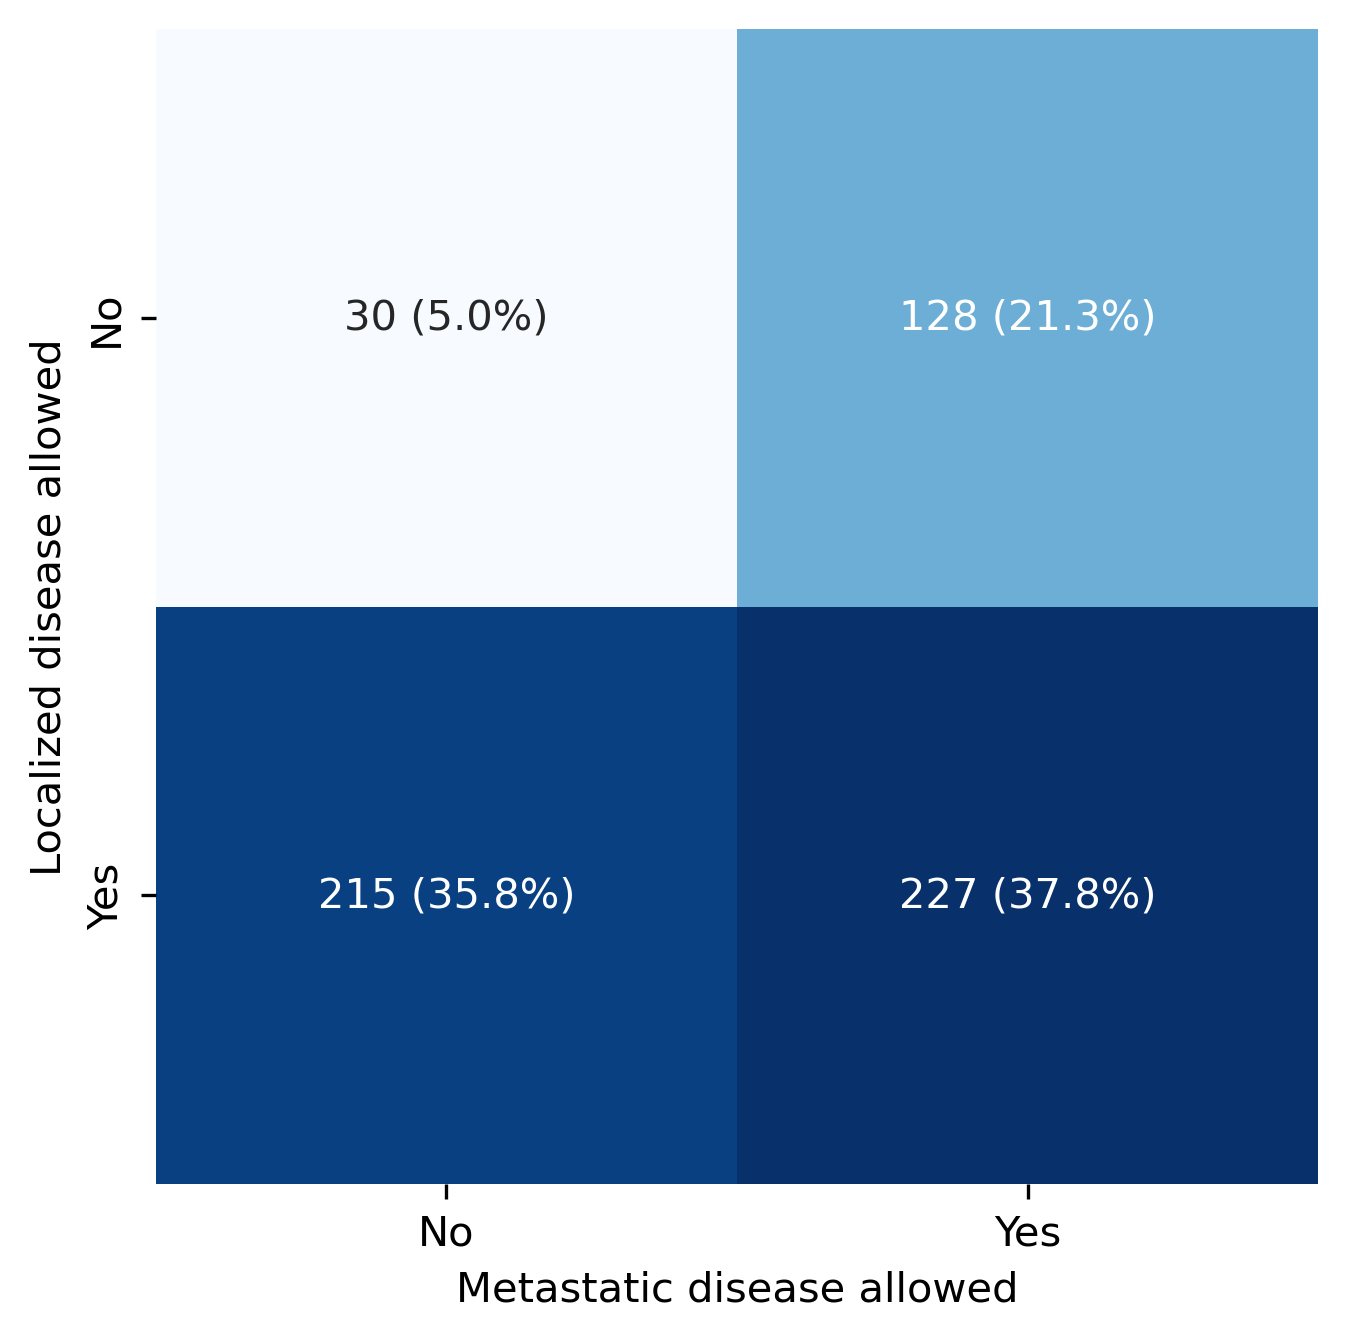 Localized disease allowed
No
30 (5.0%)
128 (21.3%)
Yes
215 (35.8%)
227 (37.8%)
No
Yes
Metastatic disease allowed